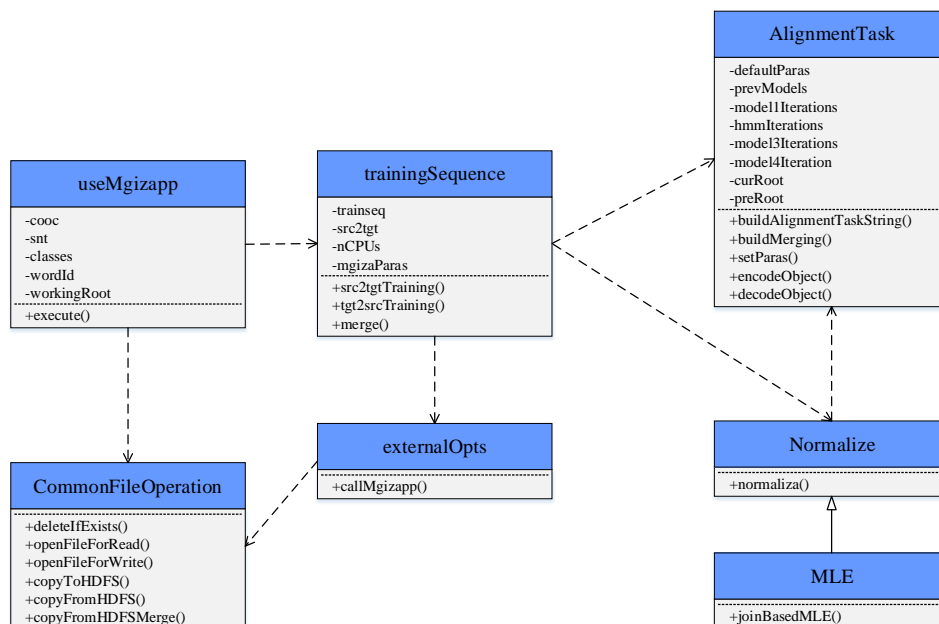 AlignmentTask
-defaultParas
-prevModels
-model1Iterations
-hmmIterations
-model3Iterations
-model4Iteration
-curRoot
-preRoot
+buildAlignmentTaskString()
+buildMerging()
+setParas()
+encodeObject()
+decodeObject()
useMgizapp
-cooc
-snt
-classes
-wordId
-workingRoot
+execute()
trainingSequence
-trainseq
-src2tgt
-nCPUs
-mgizaParas
+src2tgtTraining()
+tgt2srcTraining()
+merge()
externalOpts
+callMgizapp()
Normalize
+normaliza()
CommonFileOperation
+deleteIfExists()
+openFileForRead()
+openFileForWrite()
+copyToHDFS()
+copyFromHDFS()
+copyFromHDFSMerge()
MLE
+joinBasedMLE()